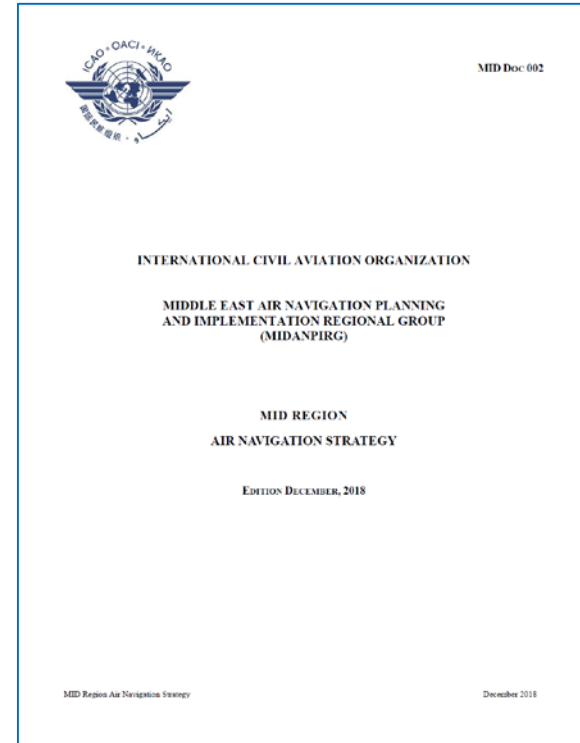 ICAO · OACI · ИКАО
MID DOC 002
INTERNATIONAL CIVIL AVIATION ORGANIZATION
MIDDLE EAST AIR NAVIGATION PLANNING
AND IMPLEMENTATION REGIONAL GROUP
(MIDANPIRG)
MID REGION
AIR NAVIGATION STRATEGY
EDITION DECEMBER, 2018
MID Region Air Navigation Strategy
December 2018